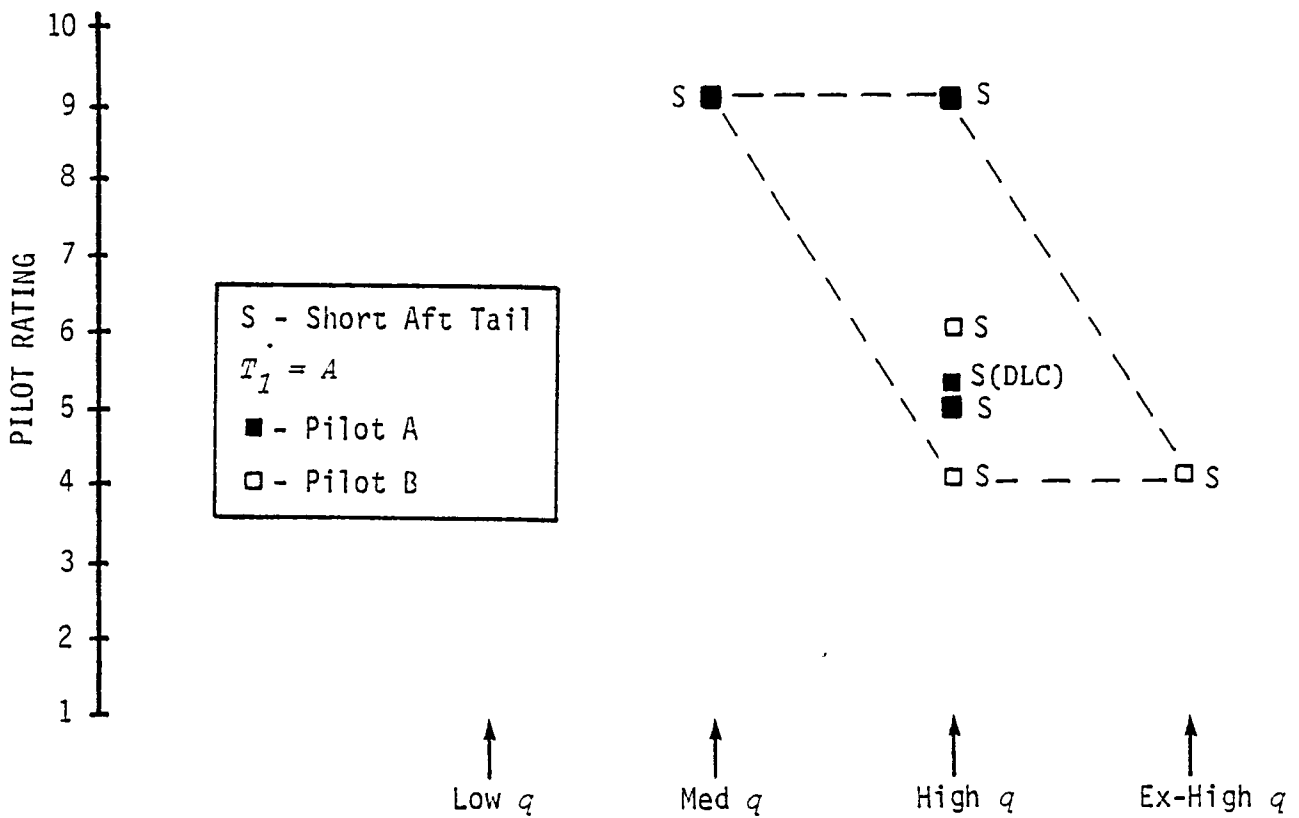 PILOT RATING
10
9
8
7
6
5
4
3
2
1
S
S
S
S(DLC)
S
S
S
S - Short Aft Tail
T1 = A
■ - Pilot A
□ - Pilot B
Low q
Med q
High q
Ex-High q